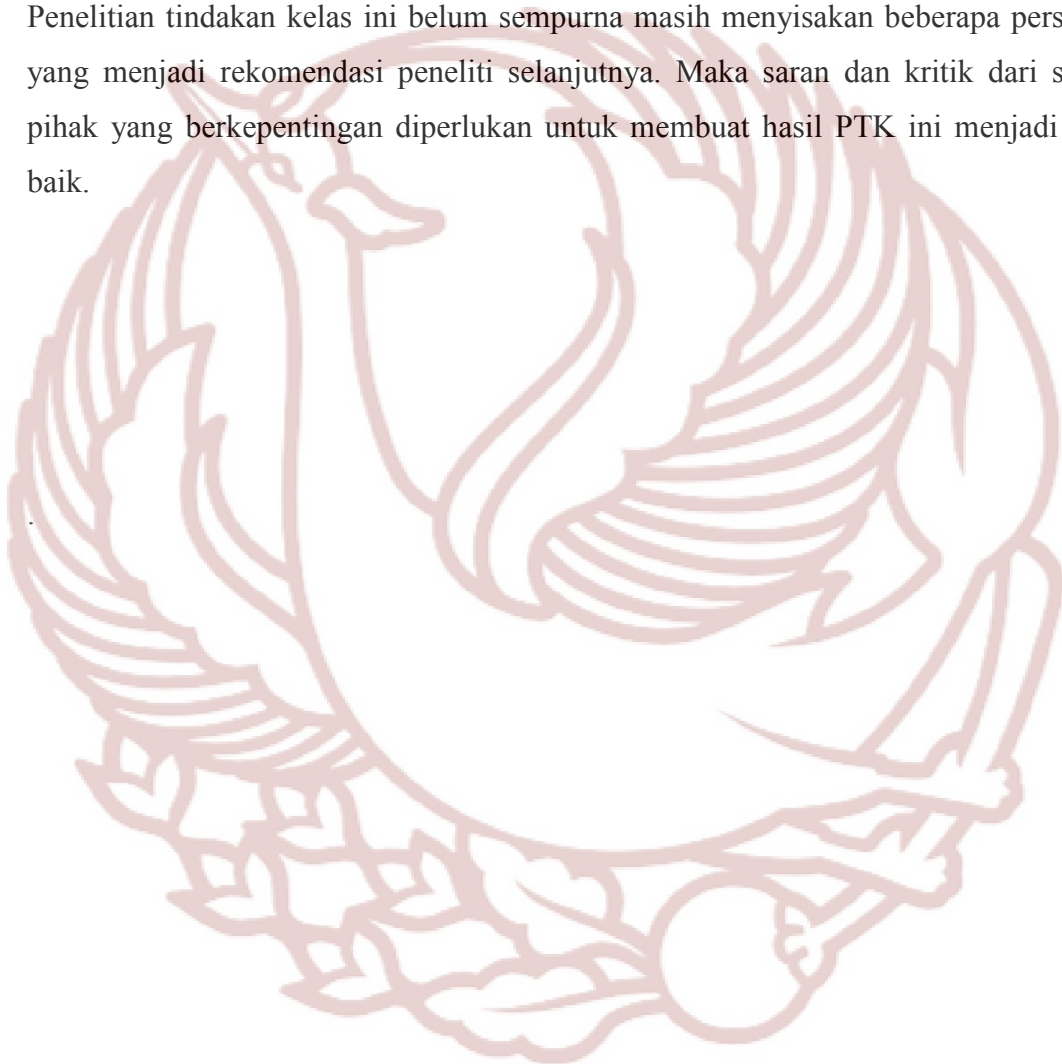 Penelitian tindakan kelas ini belum sempurna masih menyisakan beberapa pers
yang menjadi rekomendasi peneliti selanjutnya. Maka saran dan kritik dari s
pihak yang berkepentingan diperlukan untuk membuat hasil PTK ini menjadi
baik.
.